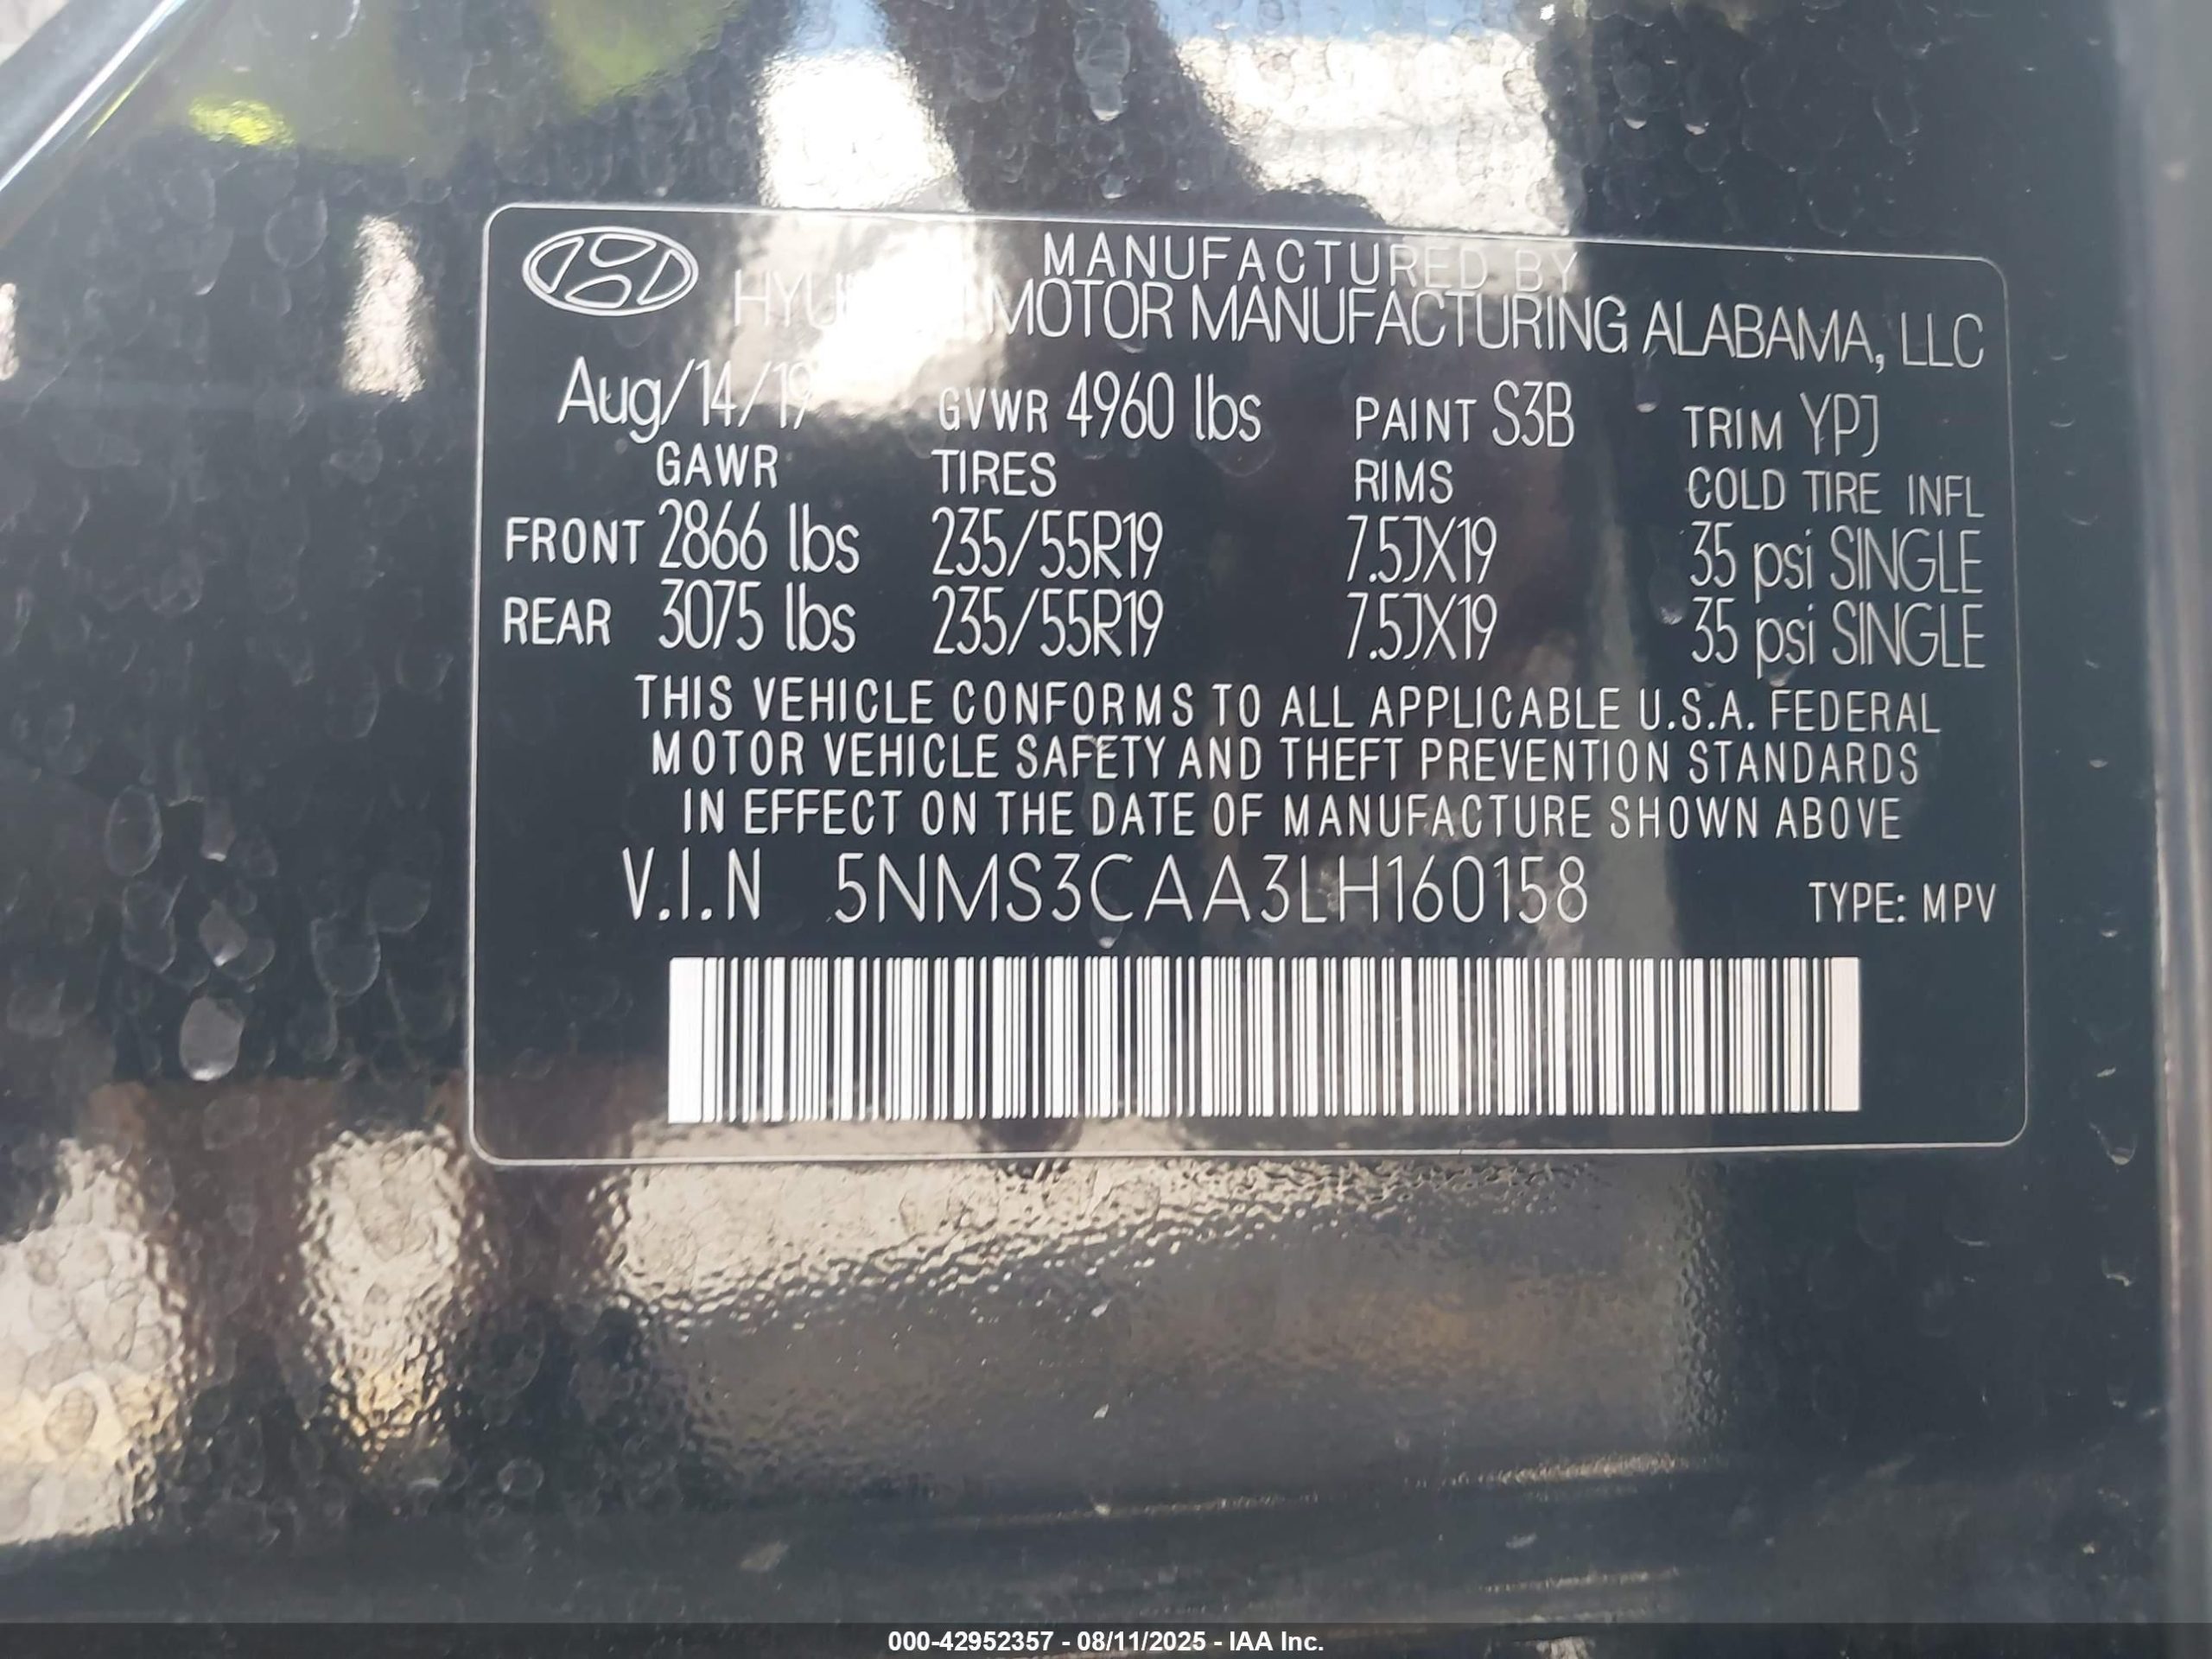 MANUFACTURED BY
MOTOR MANUFACTURING ALABAMA, LLC
Aug/14/19 GVWR 4960 lbs PAINT S3B TRIM YPJ
GAWR TIRES RIMS COLD TIRE INFL
FRONT 2866 lbs 235/55R19 7.5JX19 35 psi SINGLE
REAR 3075 lbs 235/55R19 7.5JX19 35 psi SINGLE
THIS VEHICLE CONFORMS TO ALL APPLICABLE U.S.A. FEDERAL
MOTOR VEHICLE SAFETY AND THEFT PREVENTION STANDARDS
IN EFFECT ON THE DATE OF MANUFACTURE SHOWN ABOVE
V.I.N 5NMS3CAA3LH160158 TYPE: MPV
000-42952357 - 08/11/2025 - IAA Inc.